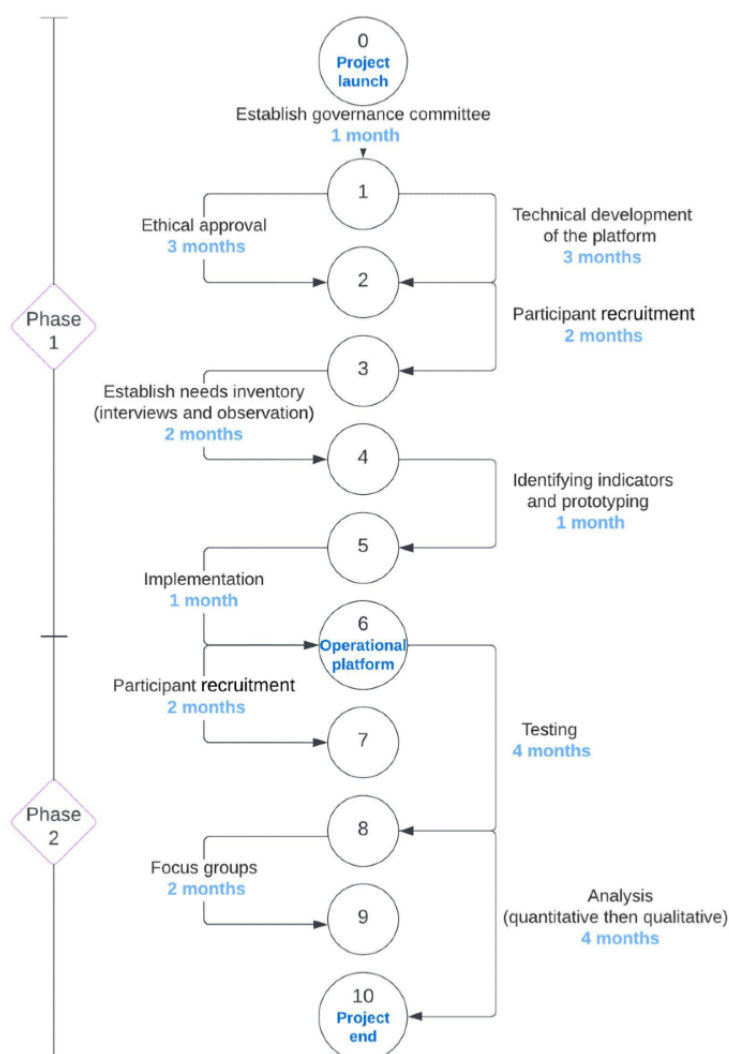 0
Project
launch
Establish governance committee
1 month
1
Ethical approval
3 months
Technical development
of the platform
3 months
2
Phase
1
Participant recruitment
2 months
3
Establish needs inventory
(interviews and observation)
2 months
4
Identifying indicators
and prototyping
1 month
5
Implementation
1 month
6
Operational
platform
Participant recruitment
2 months
7
Testing
4 months
Phase
2
8
Focus groups
2 months
9
Analysis
(quantitative then qualitative)
4 months
10
Project
end